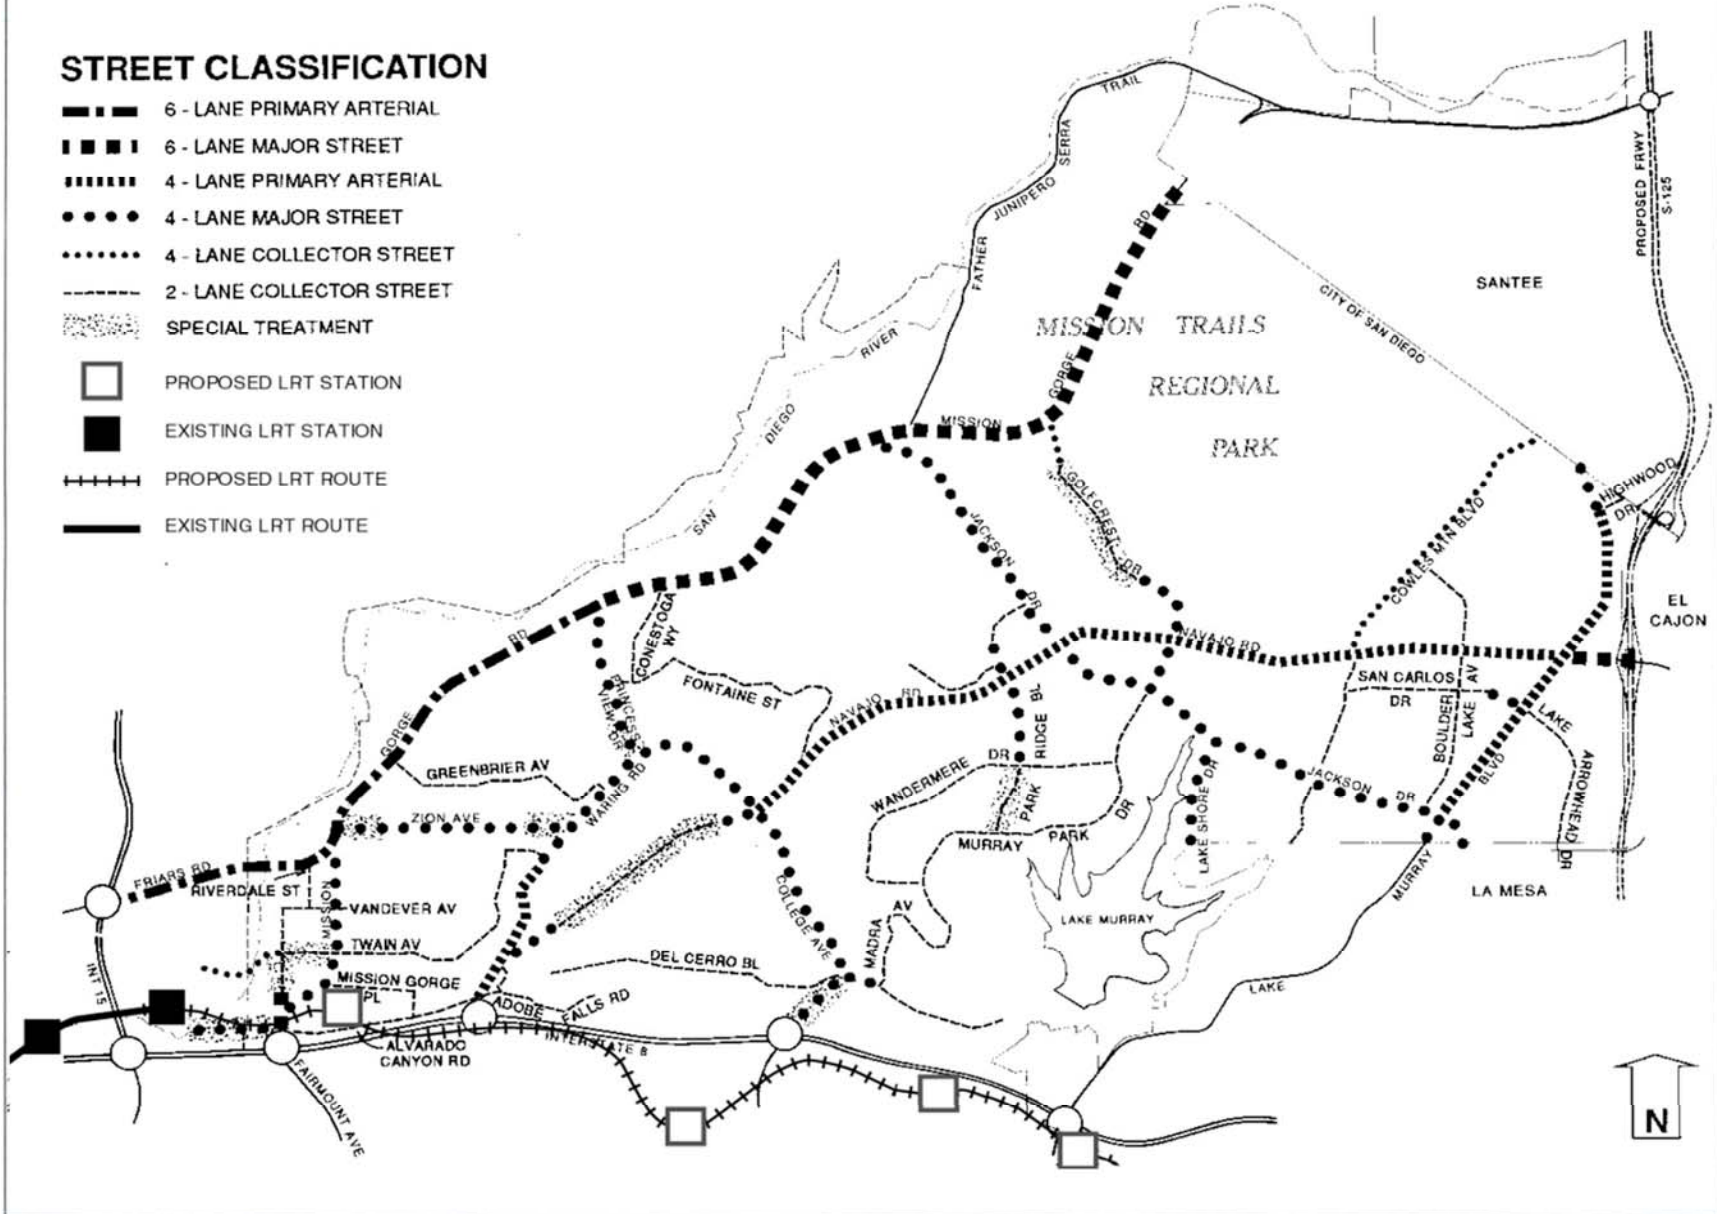 STREET CLASSIFICATION
6 - LANE PRIMARY ARTERIAL
6 - LANE MAJOR STREET
4 - LANE PRIMARY ARTERIAL
4 - LANE MAJOR STREET
4 - LANE COLLECTOR STREET
2 - LANE COLLECTOR STREET
SPECIAL TREATMENT
PROPOSED LRT STATION
EXISTING LRT STATION
PROPOSED LRT ROUTE
EXISTING LRT ROUTE
FATHER JUNIPERO SERRA TRAIL
PROPOSED FRWY
S-125
SANTEE
CITY OF SAN DIEGO
MISSION TRAILS
REGIONAL
PARK
SAN DIEGO RIVER
MISSION GORGE RD
GOLFCREST DR
JACKSON DR
COWLES MTN BLVD
HIGHWOOD
DR
EL
CAJON
NAVAJO RD
SAN CARLOS
DR
BOULDER
LAKE AV
LAKE
ARROWHEAD DR
BLVD
GORGE RD
CONESTOGA
WY
FONTAINE ST
PRINCESS
VIEW DR
NAVAJO RD
RIDGE BL
PARK
WANDERMERE DR
MURRAY PARK DR
LAKE SHORE DR
JACKSON DR
GREENBRIER AV
WARING RD
ZION AVE
FRIARS RD
RIVERDALE ST
MISSION
VANDEVER AV
TWAIN AV
MISSION GORGE
PL
COLLEGE AVE
DEL CERRO BL
MADRA
AV
LAKE MURRAY
LA MESA
MURRAY
LAKE
INT 15
ADOBE
FALLS RD
ALVARADO
CANYON RD
INTERSTATE 8
FAIRMOUNT AVE
N